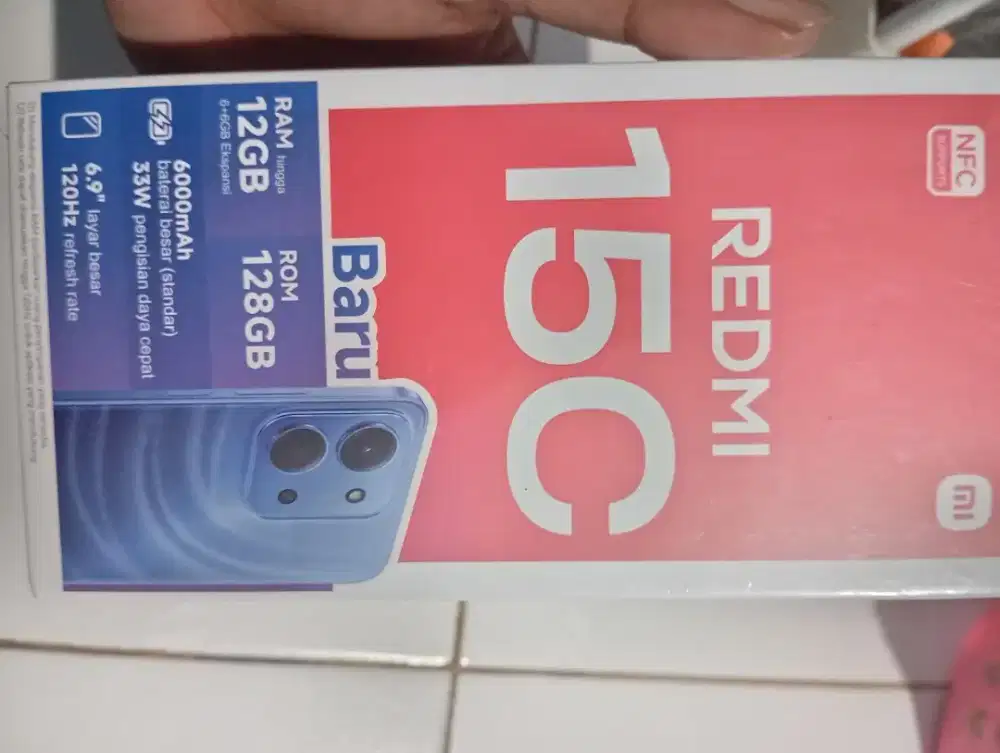 NFC
SUPPORTS
REDMI
15C
Baru
RAM hingga
12GB
6+6GB Ekspansi
ROM
128GB
6000mAh
baterai besar (standar)
33W pengisian daya cepat
6.9" layar besar
120Hz refresh rate